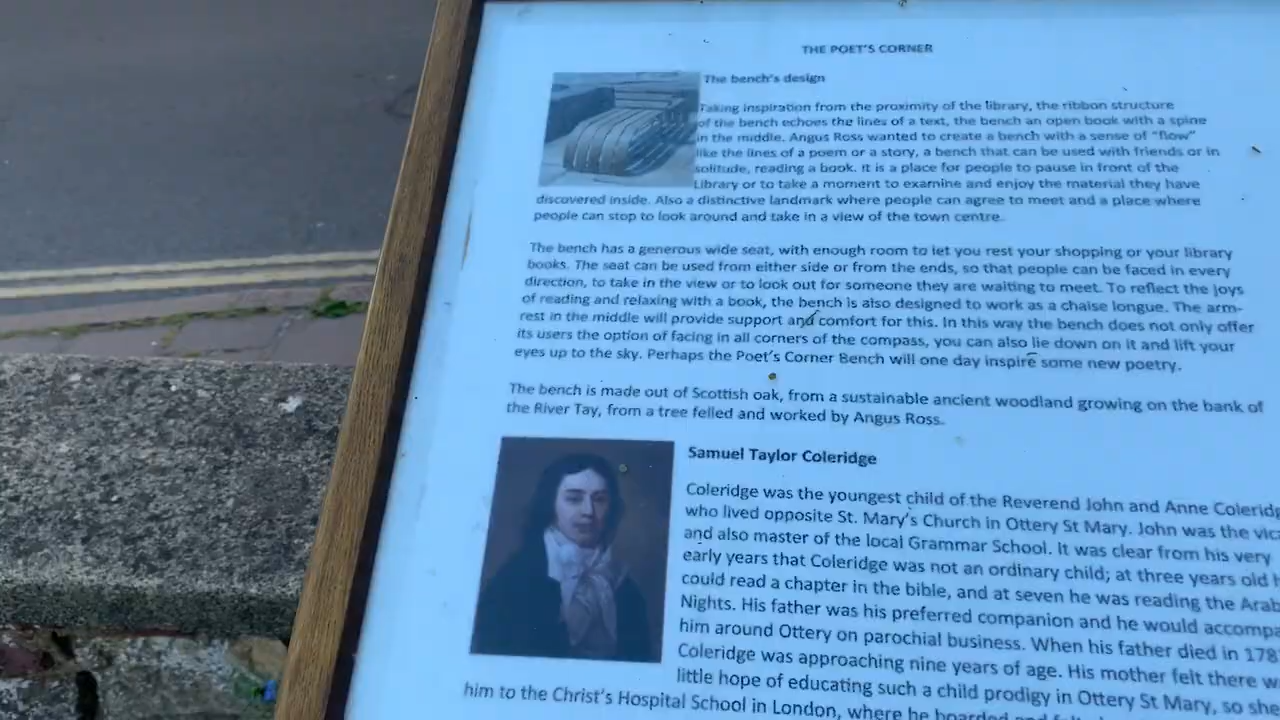 THE POET'S CORNER
The bench's design
Taking inspiration from the proximity of the library, the ribbon structure
of the bench echoes the lines of a text, the bench an open book with a spine
in the middle. Angus Ross wanted to create a bench with a sense of "flow"
like the lines of a poem or a story, a bench that can be used with friends or in
solitude, reading a book. It is a place for people to pause in front of the
Library or to take a moment to examine and enjoy the material they have
discovered inside. Also a distinctive landmark where people can agree to meet and a place where
people can stop to look around and take in a view of the town centre.
The bench has a generous wide seat, with enough room to let you rest your shopping or your library
books. The seat can be used from either side or from the ends, so that people can be faced in every
direction, to take in the view or to look out for someone they are waiting to meet. To reflect the joys
of reading and relaxing with a book, the bench is also designed to work as a chaise longue. The arm-
rest in the middle will provide support and comfort for this. In this way the bench does not only offer
its users the option of facing in all corners of the compass, you can also lie down on it and lift your
eyes up to the sky. Perhaps the Poet's Corner Bench will one day inspire some new poetry.
The bench is made out of Scottish oak, from a sustainable ancient woodland growing on the bank of
the River Tay, from a tree felled and worked by Angus Ross.
Samuel Taylor Coleridge
Coleridge was the youngest child of the Reverend John and Anne
who lived opposite St. Mary's Church in Ottery St Mary. John was the
and also master of the local Grammar School. It was clear from his very
early years that Coleridge was not an ordinary child; at three years old
could read a chapter in the bible, and at seven he was reading the
Nights. His father was his preferred companion and he would
him around Ottery on parochial business. When his father died in
Coleridge was approaching nine years of age. His mother felt there
little hope of educating such a child prodigy in Ottery St Mary, so she
him to the Christ's Hospital School in London, where he boarded and